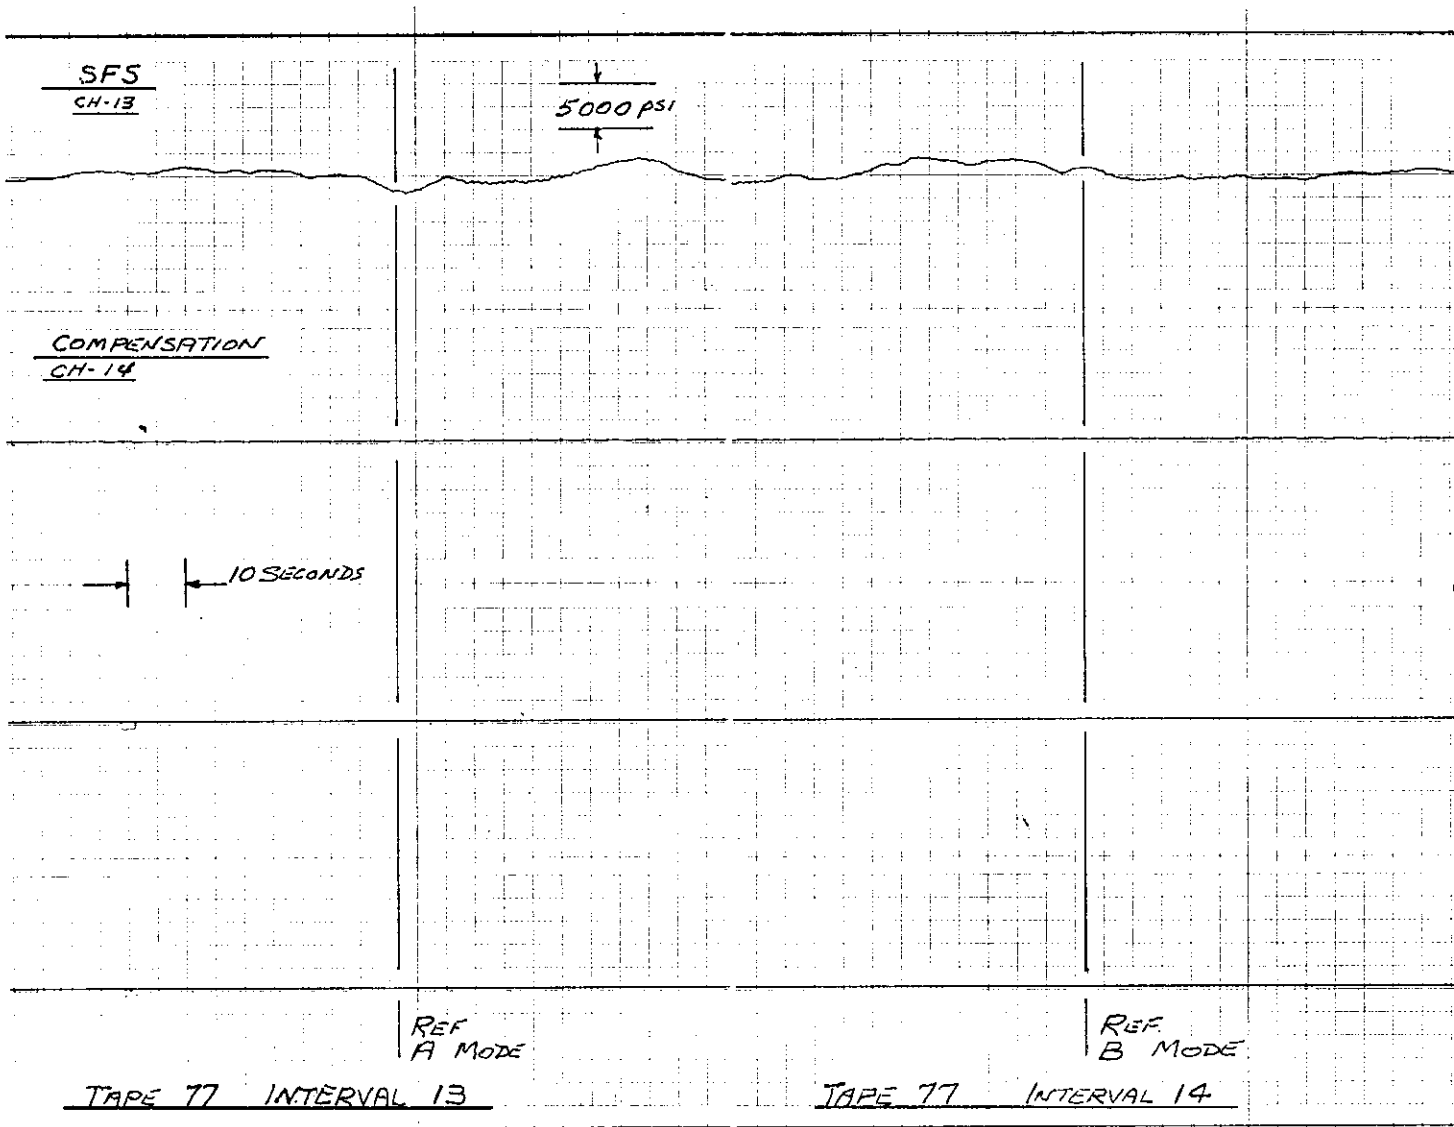 SFS
CH-13
5000 PSI
COMPENSATION
CH-14
10 SECONDS
REF
A MODE
REF.
B MODE
TAPE 77 INTERVAL 13
TAPE 77 INTERVAL 14